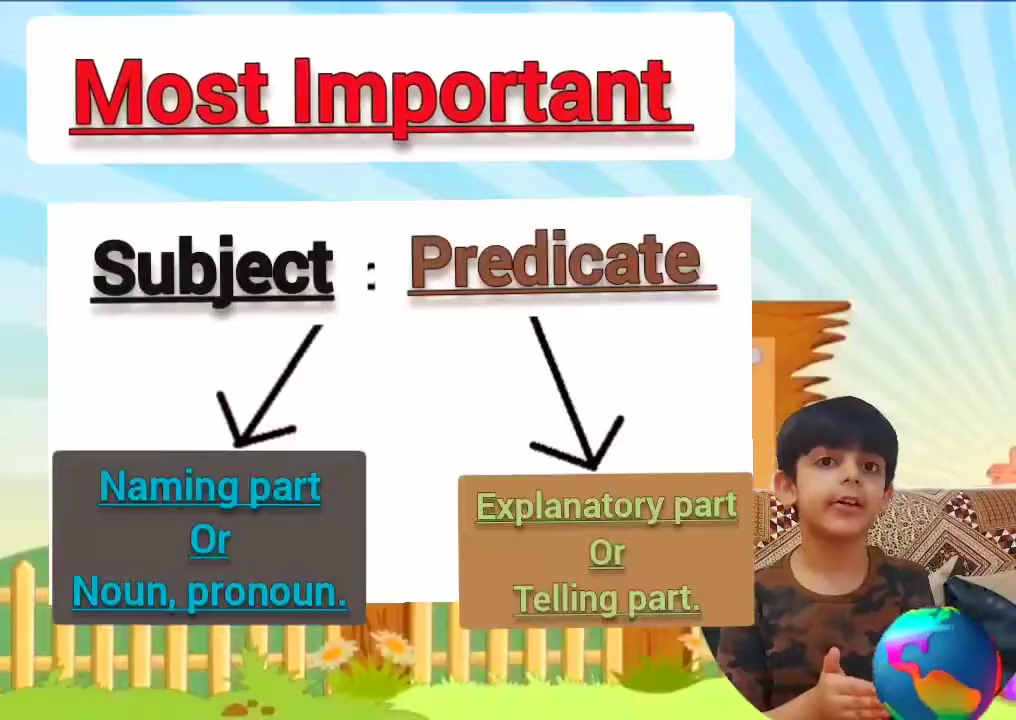 Most Important
Subject : Predicate
Naming part
Or
Noun, pronoun.
Explanatory part
Or
Telling part.